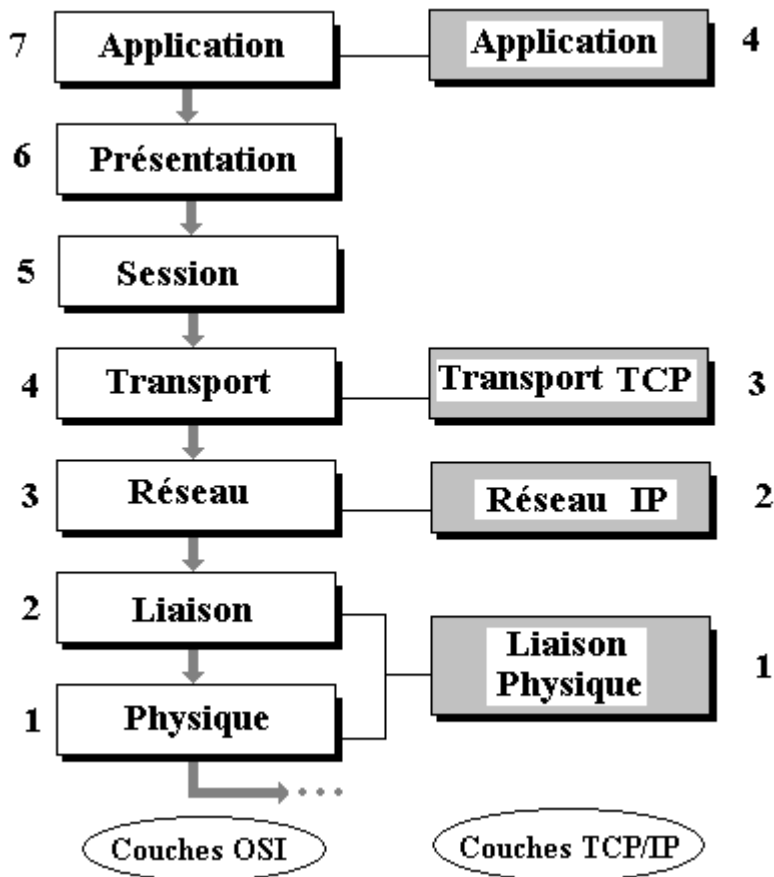 7 Application Application 4
6 Présentation
5 Session
4 Transport Transport TCP 3
3 Réseau Réseau IP 2
2 Liaison
Liaison
Physique 1
1 Physique
Couches OSI Couches TCP/IP